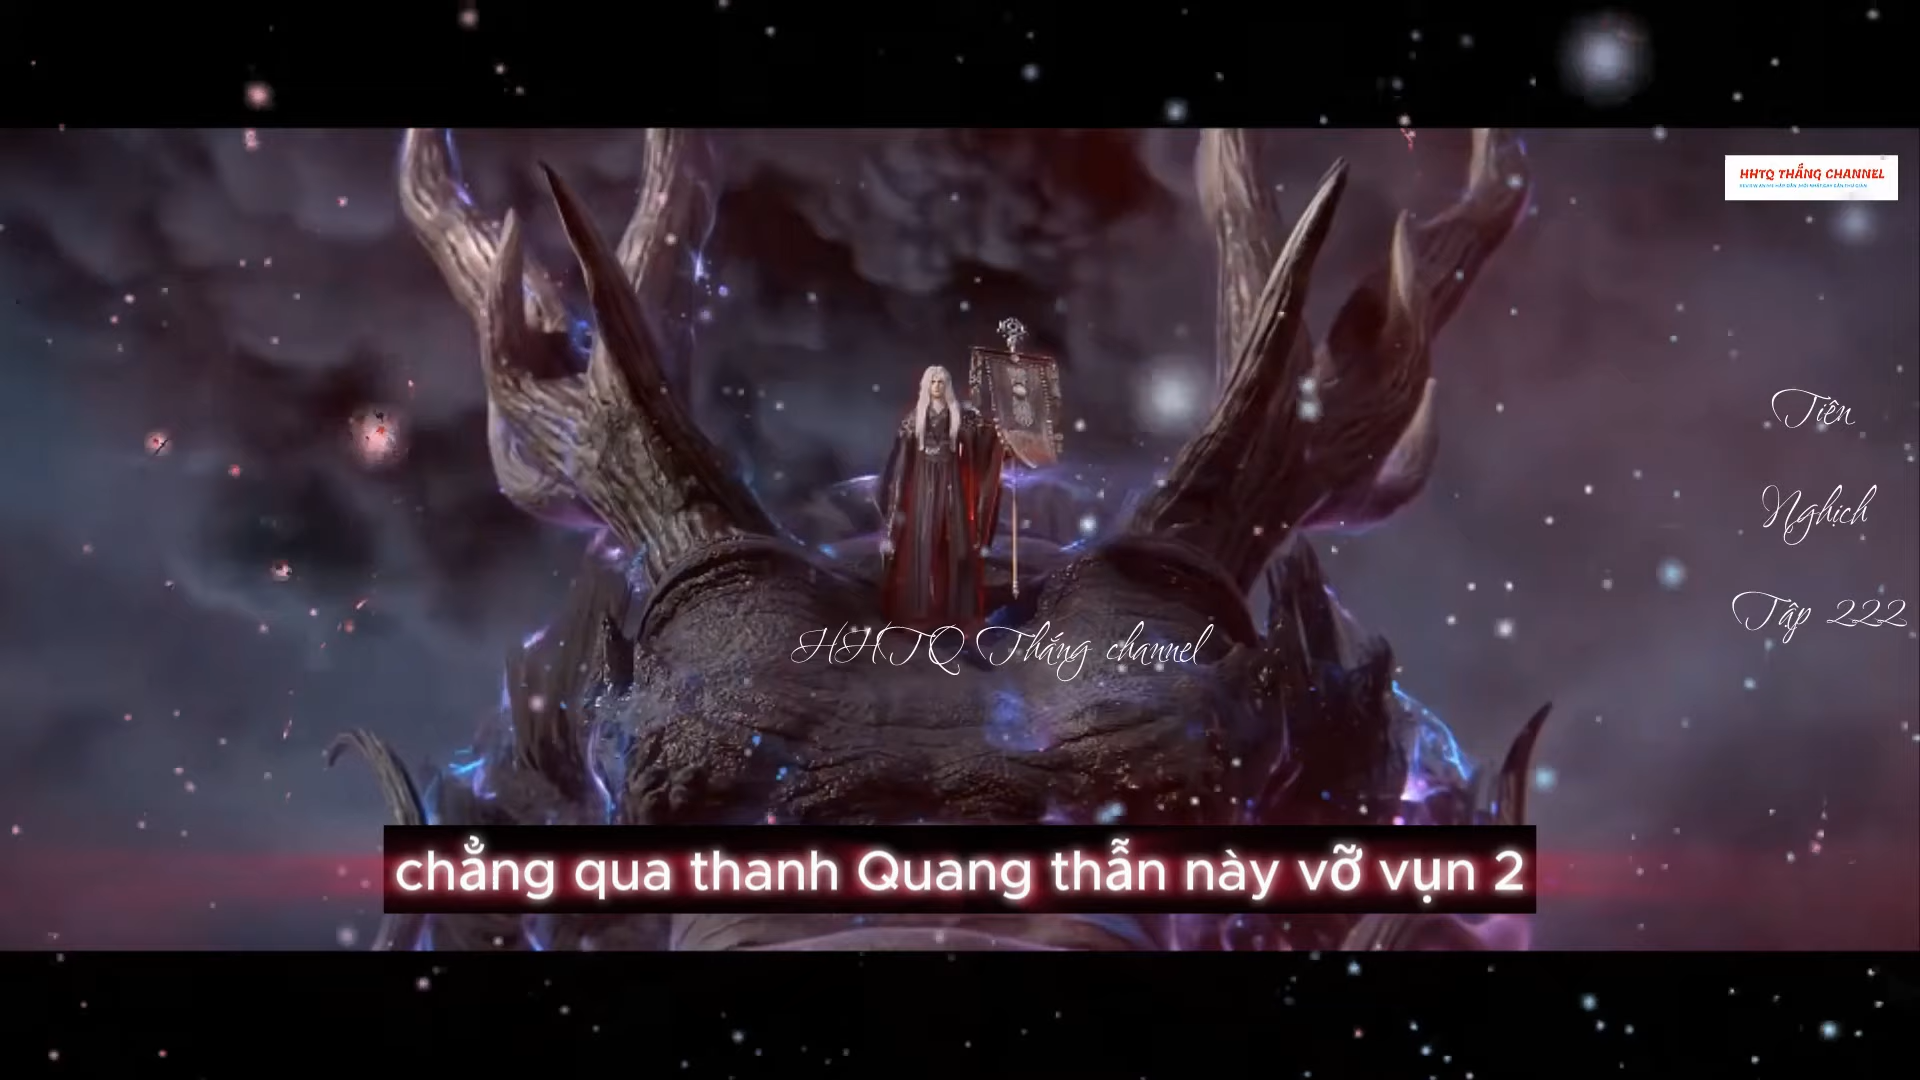 HHTQ THẮNG CHANNEL
Tiên
Nghịch
Tập 222
HHTQ Thắng channel
chẳng qua thanh Quang thẫn này vỡ vụn 2